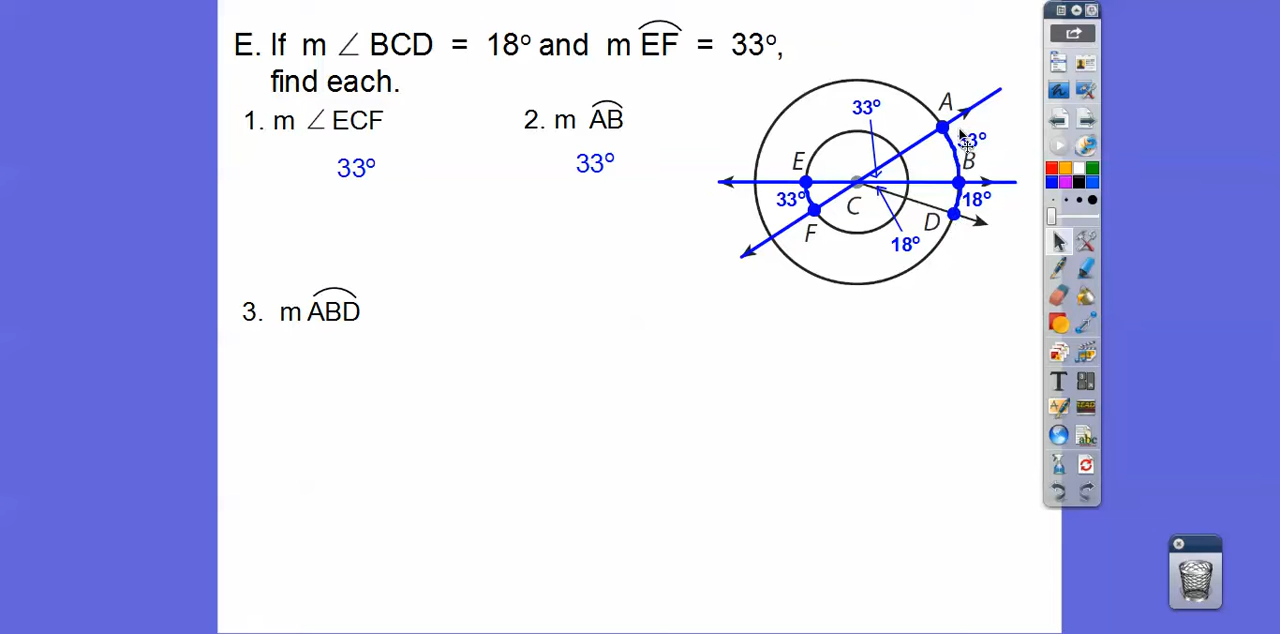 E. If m ∠ BCD = 18° and m EF = 33°,
find each.
1. m ∠ ECF
2. m AB
33°
33°
3. m ABD
33°
A
33°
B
E
33°
C
18°
D
F
18°
T